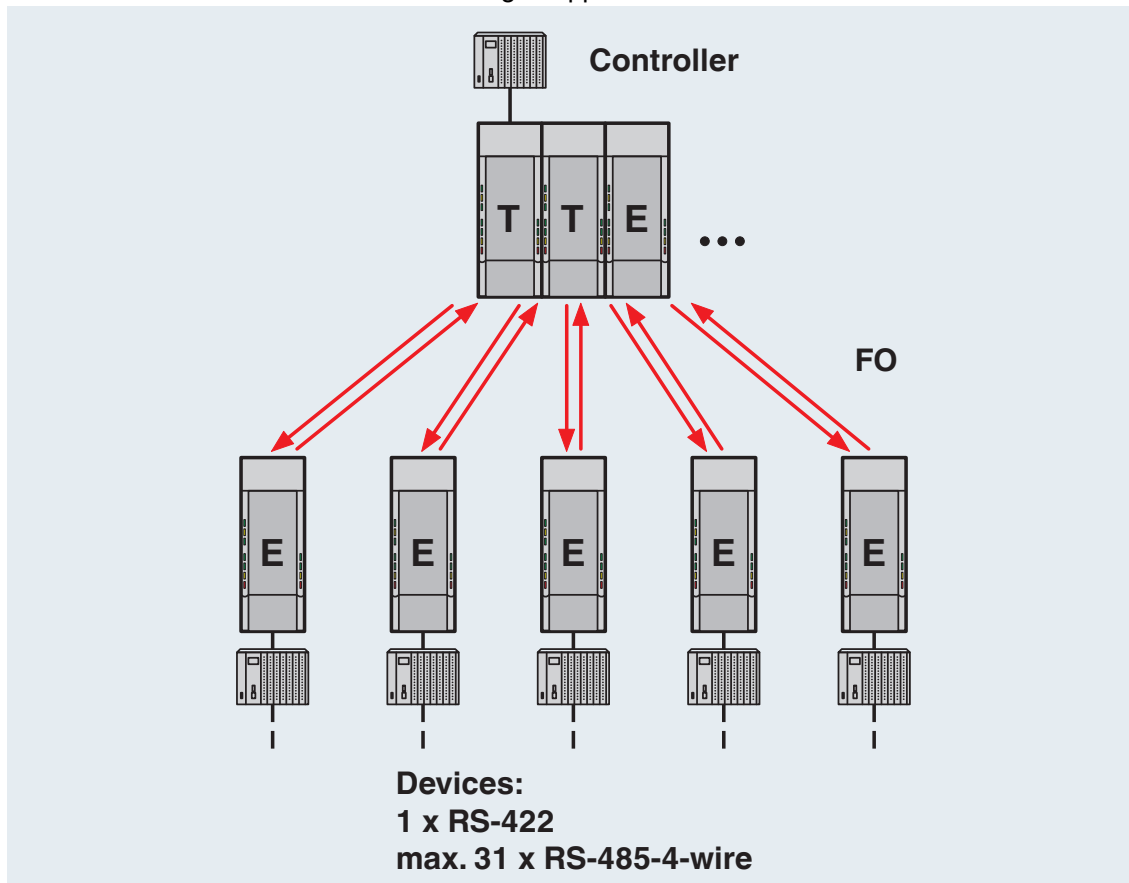 Controller
T T E ...
FO
E E E E E
Devices:
1 x RS-422
max. 31 x RS-485-4-wire